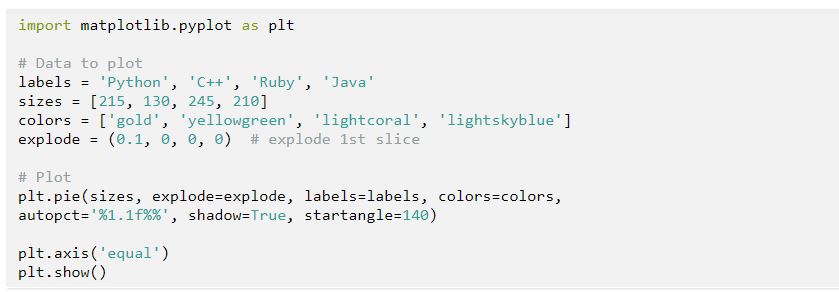 import matplotlib.pyplot as plt
# Data to plot
labels = 'Python', 'C++', 'Ruby', 'Java'
sizes = [215, 130, 245, 210]
colors = ['gold', 'yellowgreen', 'lightcoral', 'lightskyblue']
explode = (0.1, 0, 0, 0)  # explode 1st slice
# Plot
plt.pie(sizes, explode=explode, labels=labels, colors=colors,
autopct='%1.1f%%', shadow=True, startangle=140)
plt.axis('equal')
plt.show()